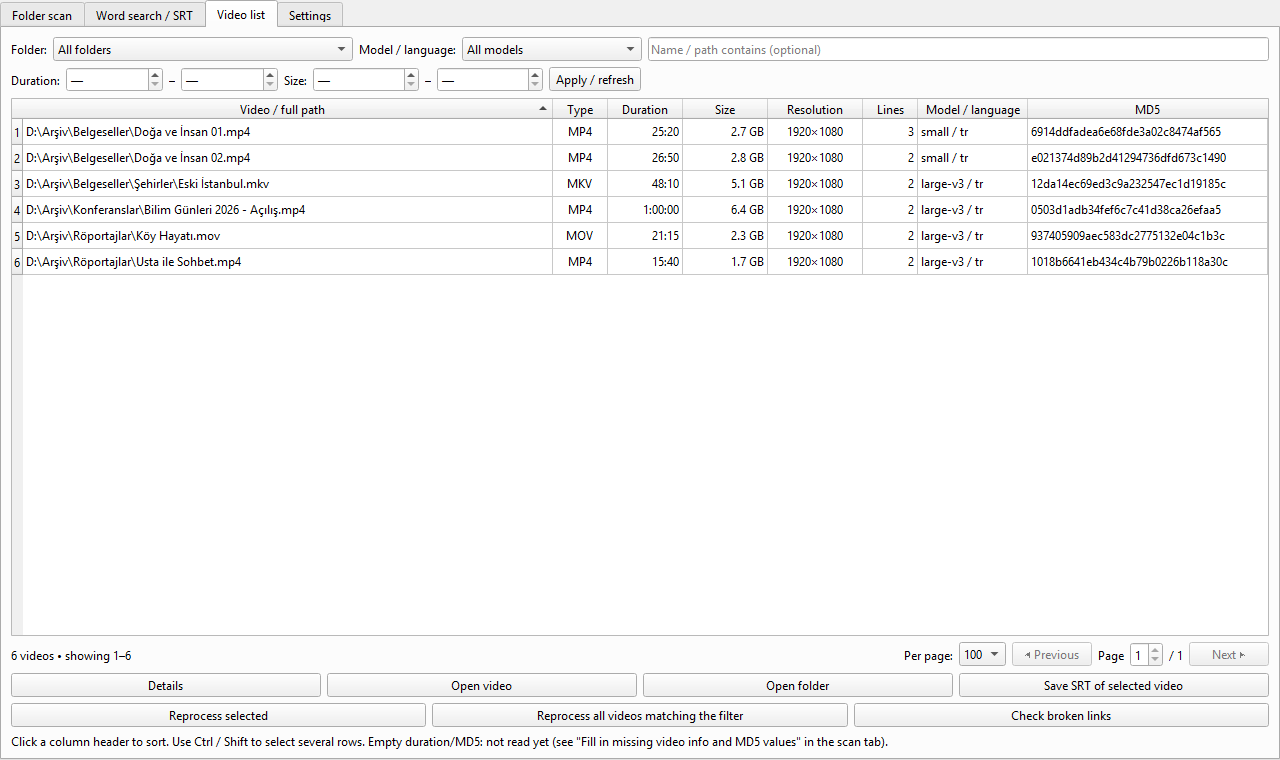 Folder scan Word search / SRT Video list Settings
Folder: All folders Model / language: All models Name / path contains (optional)
Duration: — – — Size: — – — Apply / refresh
Video / full path Type Duration Size Resolution Lines Model / language MD5
1 D:\Arşiv\Belgeseller\Doğa ve İnsan 01.mp4 MP4 25:20 2.7 GB 1920×1080 3 small / tr 6914ddfadea6e68fde3a02c8474af565
2 D:\Arşiv\Belgeseller\Doğa ve İnsan 02.mp4 MP4 26:50 2.8 GB 1920×1080 2 small / tr e021374d89b2d41294736dfd673c1490
3 D:\Arşiv\Belgeseller\Şehirler\Eski İstanbul.mkv MKV 48:10 5.1 GB 1920×1080 2 large-v3 / tr 12da14ec69ed3c9a232547ec1d19185c
4 D:\Arşiv\Konferanslar\Bilim Günleri 2026 - Açılış.mp4 MP4 1:00:00 6.4 GB 1920×1080 2 large-v3 / tr 0503d1adb34fef6c7c41d38ca26efaa5
5 D:\Arşiv\Röportajlar\Köy Hayatı.mov MOV 21:15 2.3 GB 1920×1080 2 large-v3 / tr 937405909aec583dc2775132e04c1b3c
6 D:\Arşiv\Röportajlar\Usta ile Sohbet.mp4 MP4 15:40 1.7 GB 1920×1080 2 large-v3 / tr 1018b6641eb434c4b79b0226b118a30c
6 videos • showing 1–6 Per page: 100 Previous Page 1 / 1 Next
Details Open video Open folder Save SRT of selected video
Reprocess selected Reprocess all videos matching the filter Check broken links
Click a column header to sort. Use Ctrl / Shift to select several rows. Empty duration/MD5: not read yet (see "Fill in missing video info and MD5 values" in the scan tab).